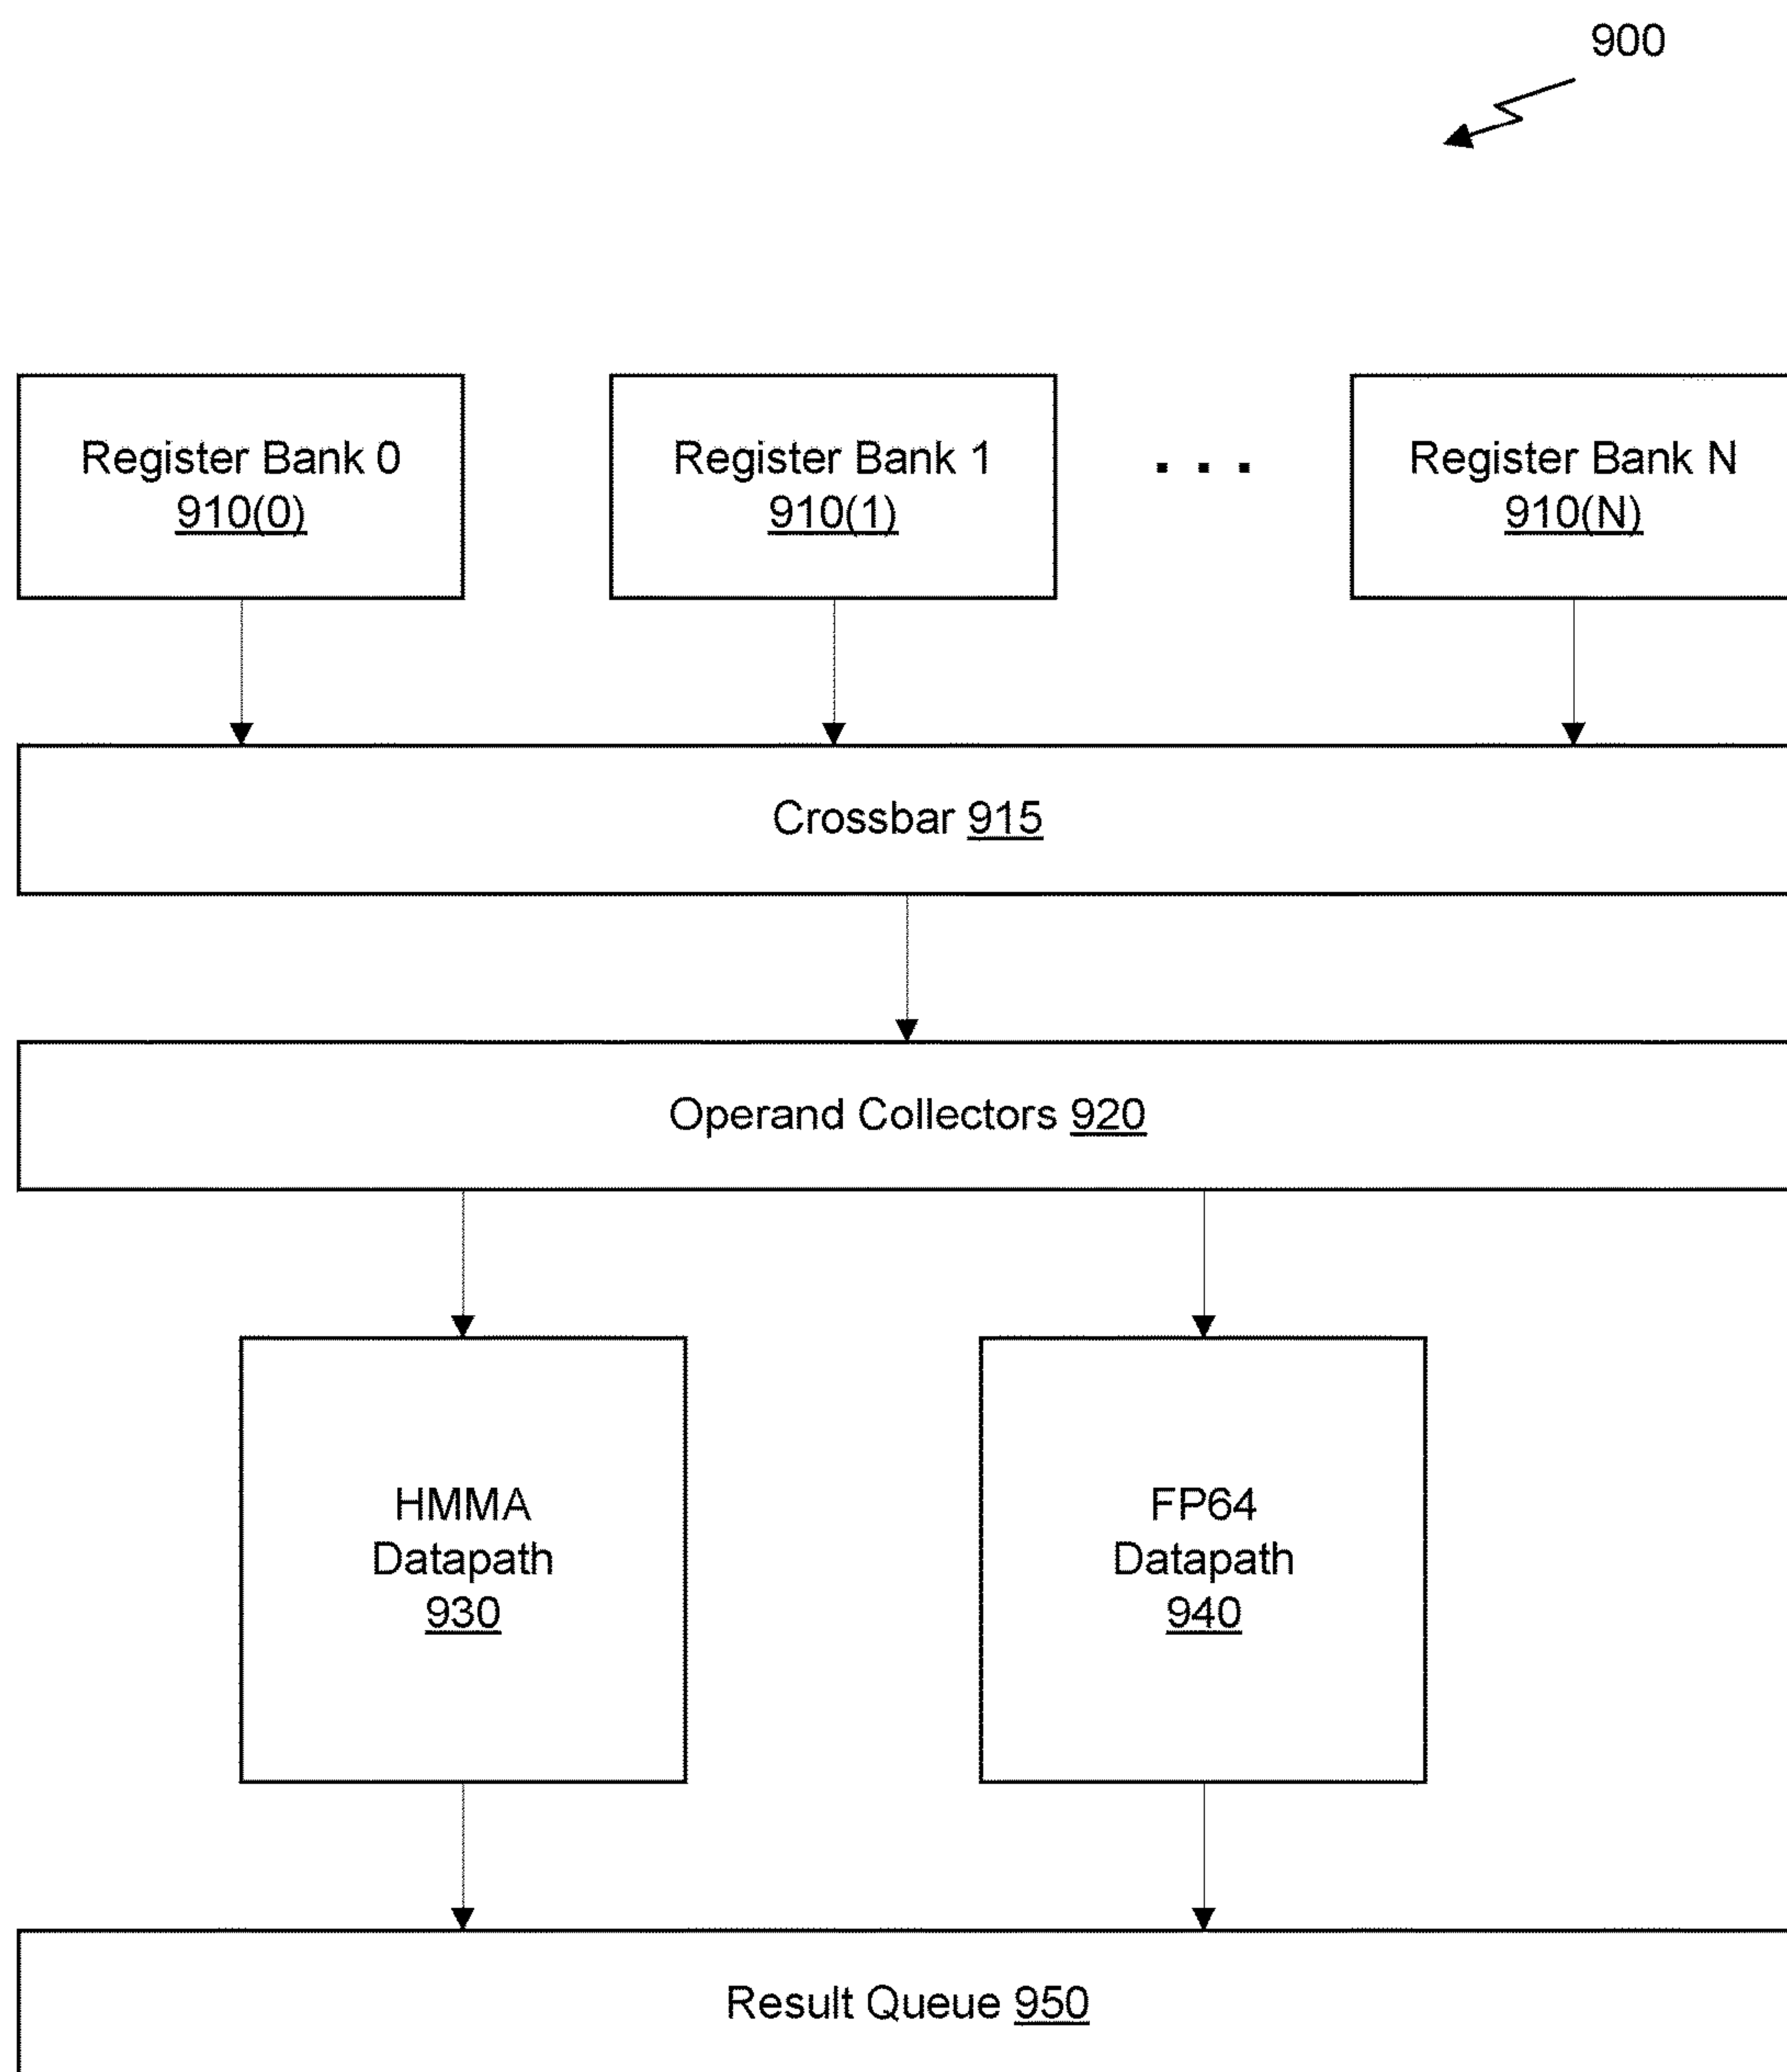 900
Register Bank 0
910(0)
Register Bank 1
910(1)
. . .
Register Bank N
910(N)
Crossbar 915
Operand Collectors 920
HMMA
Datapath
930
FP64
Datapath
940
Result Queue 950